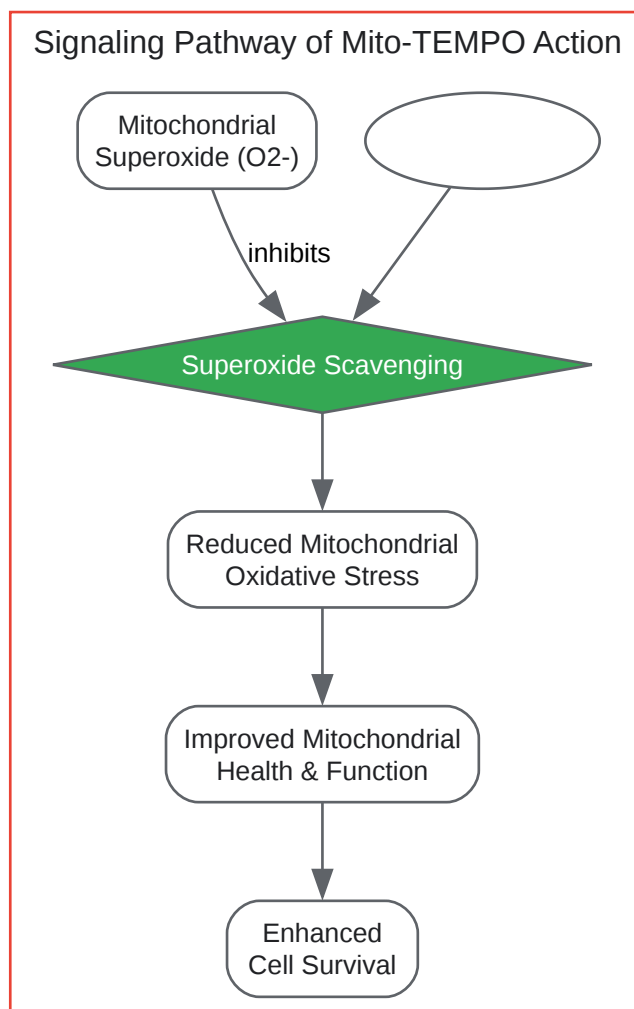 Signaling Pathway of Mito-TEMPO Action
Mitochondrial
Superoxide (O2-)
inhibits
Superoxide Scavenging
Reduced Mitochondrial
Oxidative Stress
Improved Mitochondrial
Health & Function
Enhanced
Cell Survival